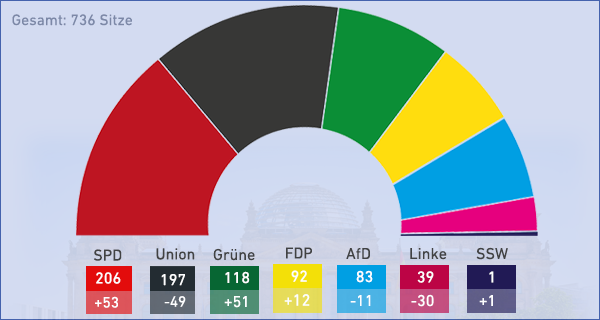 Gesamt: 736 Sitze
SPD Union Grüne FDP AfD Linke SSW
206 197 118 92 83 39 1
+53 -49 +51 +12 -11 -30 +1